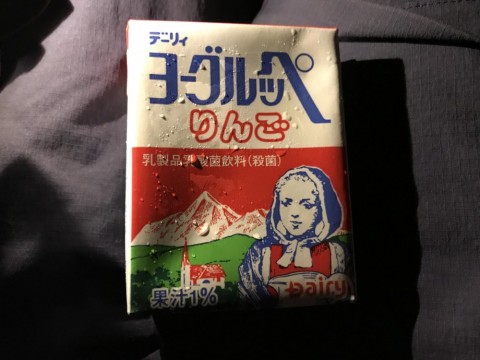 デーリィ
ヨーグルッペ
りんご
乳製品乳酸菌飲料(殺菌)
果汁1%
Dairy